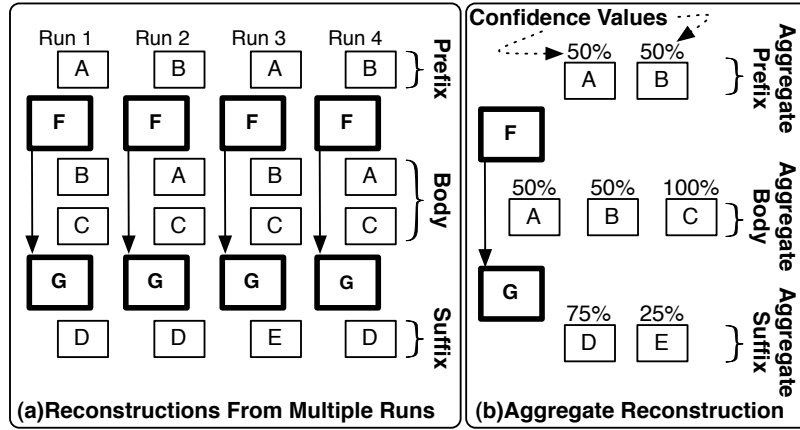 Run 1 Run 2 Run 3 Run 4
A B A B
Prefix
F F F F
B A B A
C C C C
Body
G G G G
D D E D
Suffix
(a)Reconstructions From Multiple Runs
Confidence Values
50% 50%
A B
Aggregate
Prefix
F
50% 50% 100%
A B C
Aggregate
Body
G
75% 25%
D E
Aggregate
Suffix
(b)Aggregate Reconstruction